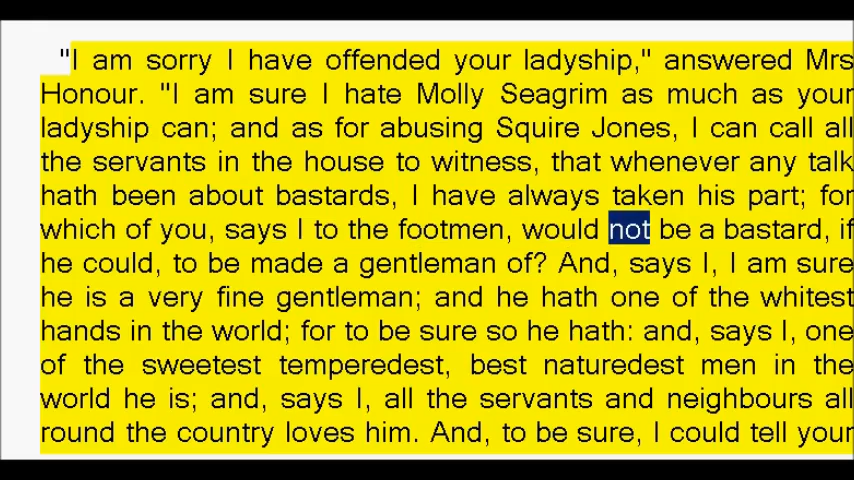 "I am sorry I have offended your ladyship," answered Mrs
Honour. "I am sure I hate Molly Seagrim as much as your
ladyship can; and as for abusing Squire Jones, I can call all
the servants in the house to witness, that whenever any talk
hath been about bastards, I have always taken his part; for
which of you, says I to the footmen, would not be a bastard, if
he could, to be made a gentleman of? And, says I, I am sure
he is a very fine gentleman; and he hath one of the whitest
hands in the world; for to be sure so he hath: and, says I, one
of the sweetest temperedest, best naturedest men in the
world he is; and, says I, all the servants and neighbours all
round the country loves him. And, to be sure, I could tell your